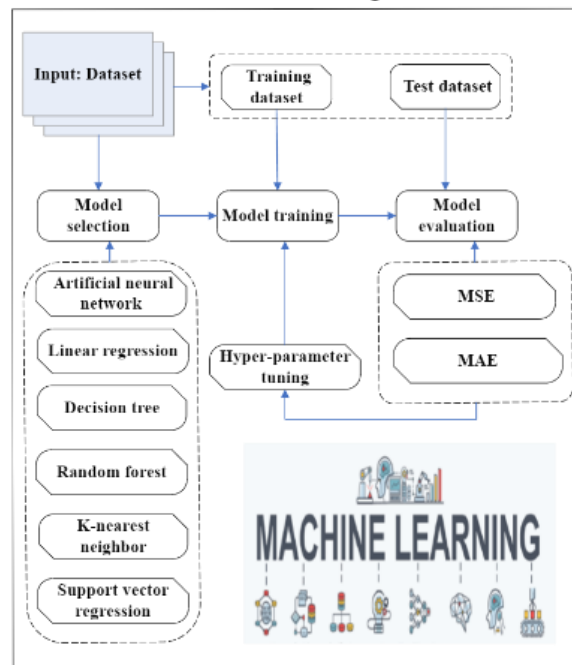 Input: Dataset
Training
dataset
Test dataset
Model
selection
Model training
Model
evaluation
Artificial neural
network
Linear regression
Decision tree
Random forest
K-nearest
neighbor
Support vector
regression
Hyper-parameter
tuning
MSE
MAE
MACHINE LEARNING